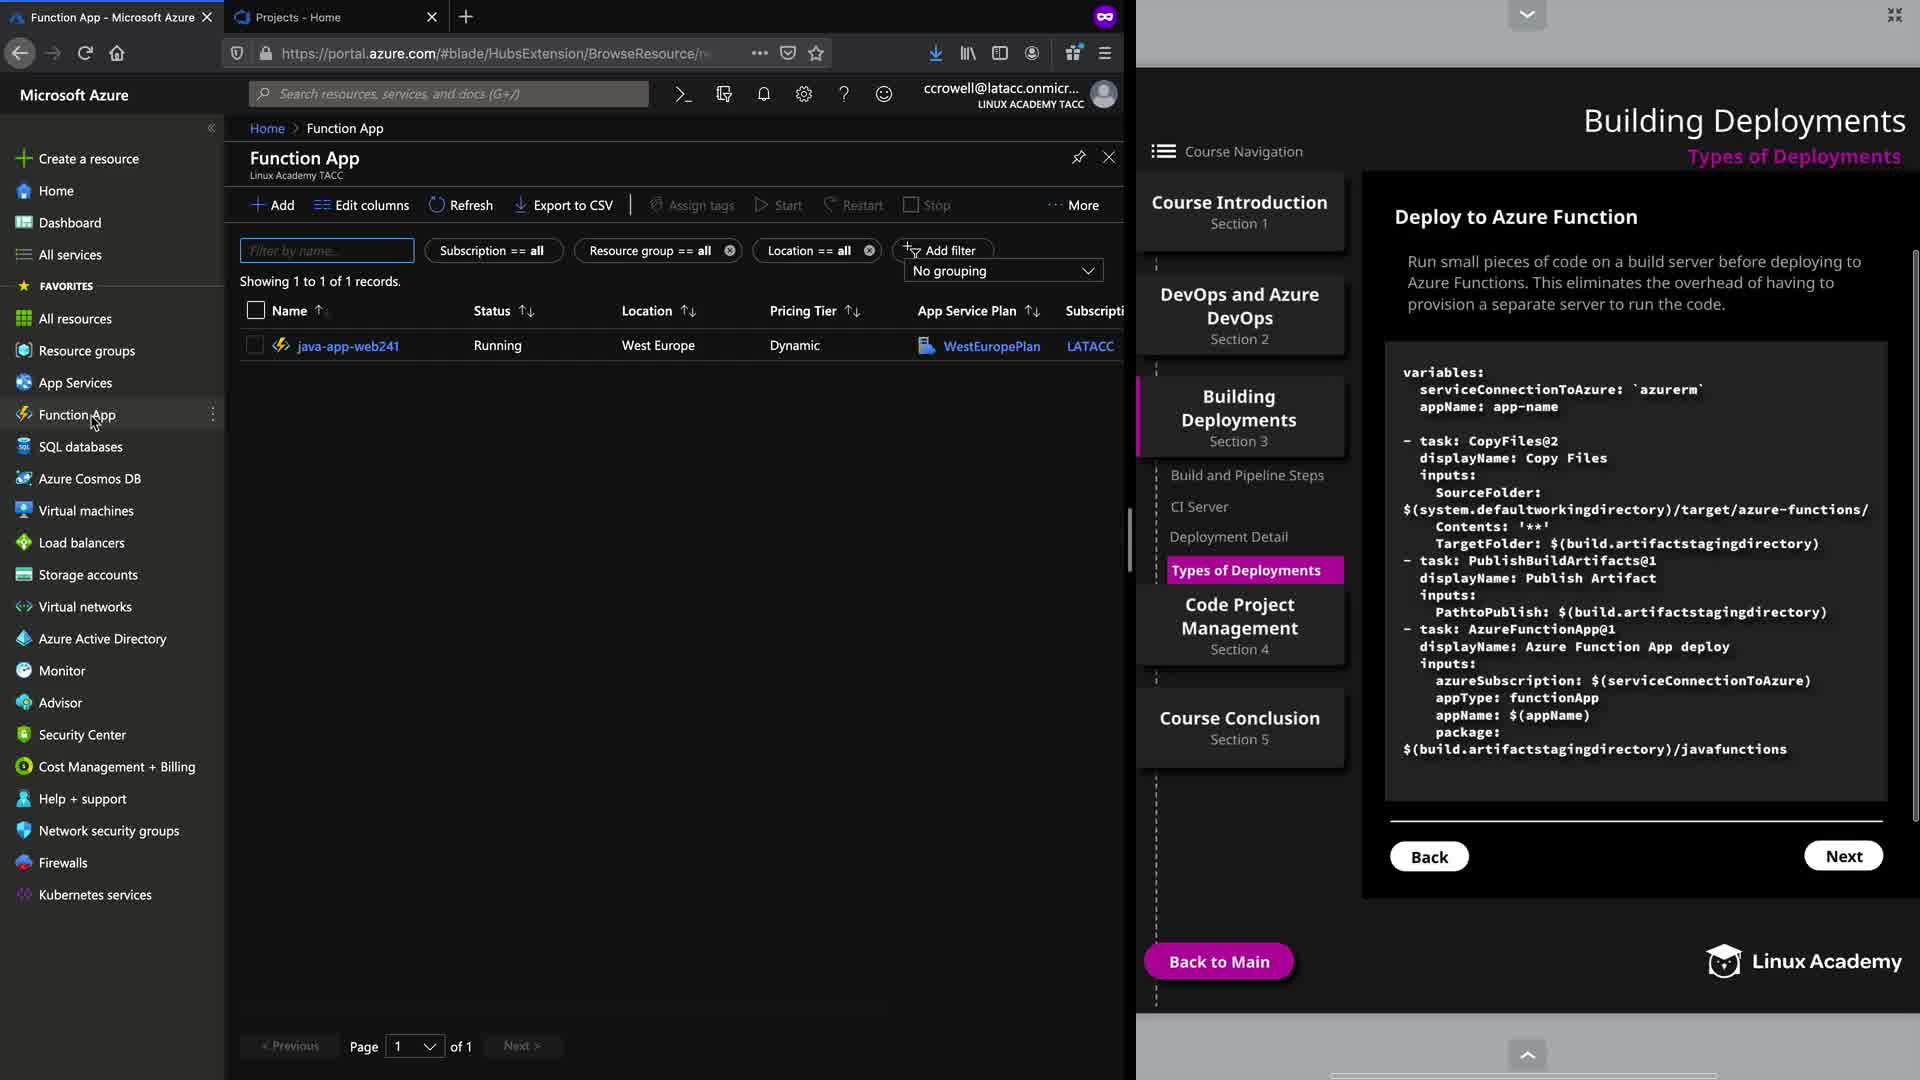 Function App - Microsoft Azure
Projects - Home
https://portal.azure.com/#blade/HubsExtension/BrowseResource/
Microsoft Azure
Search resources, services, and docs (G+/)
ccrowell@latacc.onmicr...
LINUX ACADEMY TACC
Create a resource
Home
Dashboard
All services
FAVORITES
All resources
Resource groups
App Services
Function App
SQL databases
Azure Cosmos DB
Virtual machines
Load balancers
Storage accounts
Virtual networks
Azure Active Directory
Monitor
Advisor
Security Center
Cost Management + Billing
Help + support
Network security groups
Firewalls
Kubernetes services
Home > Function App
Function App
Linux Academy TACC
Add
Edit columns
Refresh
Export to CSV
Assign tags
Start
Restart
Stop
More
Filter by name...
Subscription == all
Resource group == all
Location == all
Add filter
Showing 1 to 1 of 1 records.
No grouping
Name
Status
Location
Pricing Tier
App Service Plan
Subscripti
java-app-web241
Running
West Europe
Dynamic
WestEuropePlan
LATACC
< Previous
Page 1 of 1
Next >
Building Deployments
Types of Deployments
Course Navigation
Course Introduction
Section 1
DevOps and Azure
DevOps
Section 2
Building
Deployments
Section 3
Build and Pipeline Steps
CI Server
Deployment Detail
Types of Deployments
Code Project
Management
Section 4
Course Conclusion
Section 5
Back to Main
Deploy to Azure Function
Run small pieces of code on a build server before deploying to
Azure Functions. This eliminates the overhead of having to
provision a separate server to run the code.
variables:
serviceConnectionToAzure: `azurerm`
appName: app-name
- task: CopyFiles@2
displayName: Copy Files
inputs:
SourceFolder:
$(system.defaultworkingdirectory)/target/azure-functions/
Contents: '**'
TargetFolder: $(build.artifactstagingdirectory)
- task: PublishBuildArtifacts@1
displayName: Publish Artifact
inputs:
PathtoPublish: $(build.artifactstagingdirectory)
- task: AzureFunctionApp@1
displayName: Azure Function App deploy
inputs:
azureSubscription: $(serviceConnectionToAzure)
appType: functionApp
appName: $(appName)
package:
$(build.artifactstagingdirectory)/javafunctions
Back
Next
Linux Academy